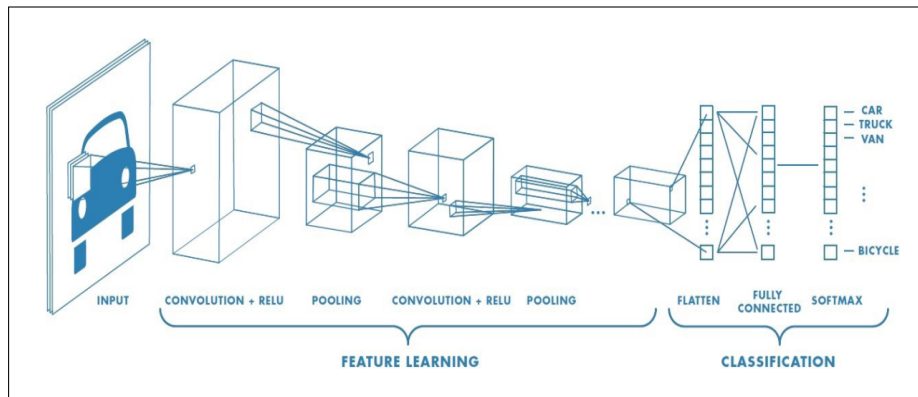 CAR
TRUCK
VAN
BICYCLE
INPUT
CONVOLUTION + RELU
POOLING
CONVOLUTION + RELU
POOLING
FLATTEN
FULLY
CONNECTED
SOFTMAX
FEATURE LEARNING
CLASSIFICATION